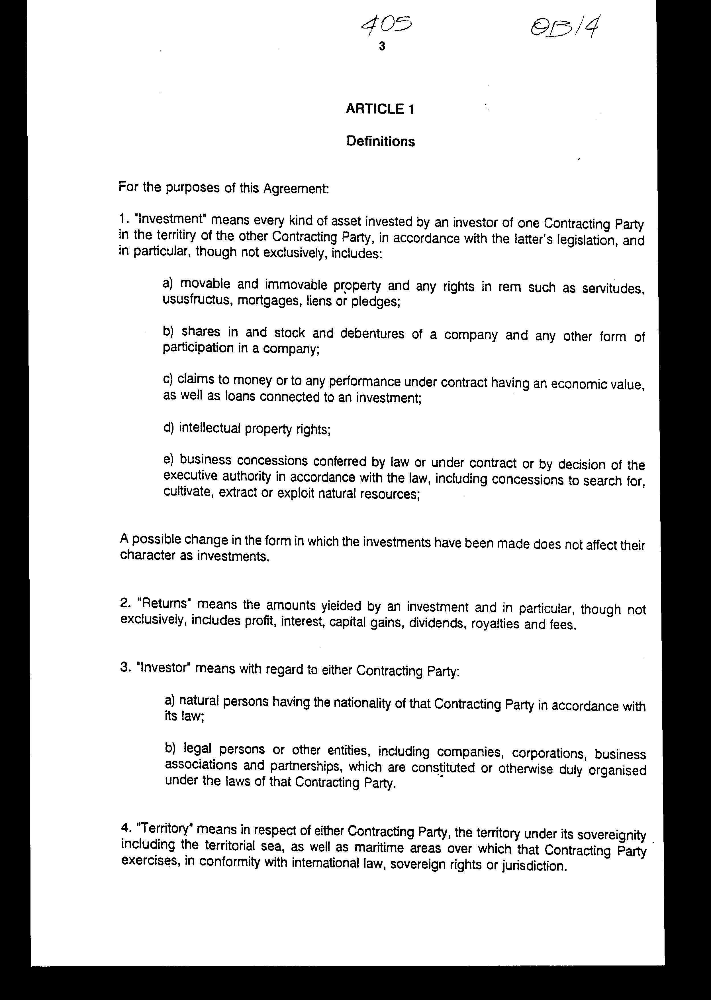 405
3
ARTICLE 1
Definitions
For the purposes of this Agreement:
1. "Investment" means every kind of asset invested by an investor of one Contracting Party
in the territiry of the other Contracting Party, in accordance with the latter's legislation, and
in particular, though not exclusively, includes:
a) movable and immovable property and any rights in rem such as servitudes,
ususfructus, mortgages, liens or pledges;
b) shares in and stock and debentures of a company and any other form of
participation in a company;
c) claims to money or to any performance under contract having an economic value,
as well as loans connected to an investment;
d) intellectual property rights;
e) business concessions conferred by law or under contract or by decision of the
executive authority in accordance with the law, including concessions to search for,
cultivate, extract or exploit natural resources;
A possible change in the form in which the investments have been made does not affect their
character as investments.
2. "Returns" means the amounts yielded by an investment and in particular, though not
exclusively, includes profit, interest, capital gains, dividends, royalties and fees.
3. "Investor" means with regard to either Contracting Party:
a) natural persons having the nationality of that Contracting Party in accordance with
its law;
b) legal persons or other entities, including companies, corporations, business
associations and partnerships, which are constituted or otherwise duly organised
under the laws of that Contracting Party.
4. "Territory" means in respect of either Contracting Party, the territory under its sovereignity
including the territorial sea, as well as maritime areas over which that Contracting Party
exercises, in conformity with international law, sovereign rights or jurisdiction.